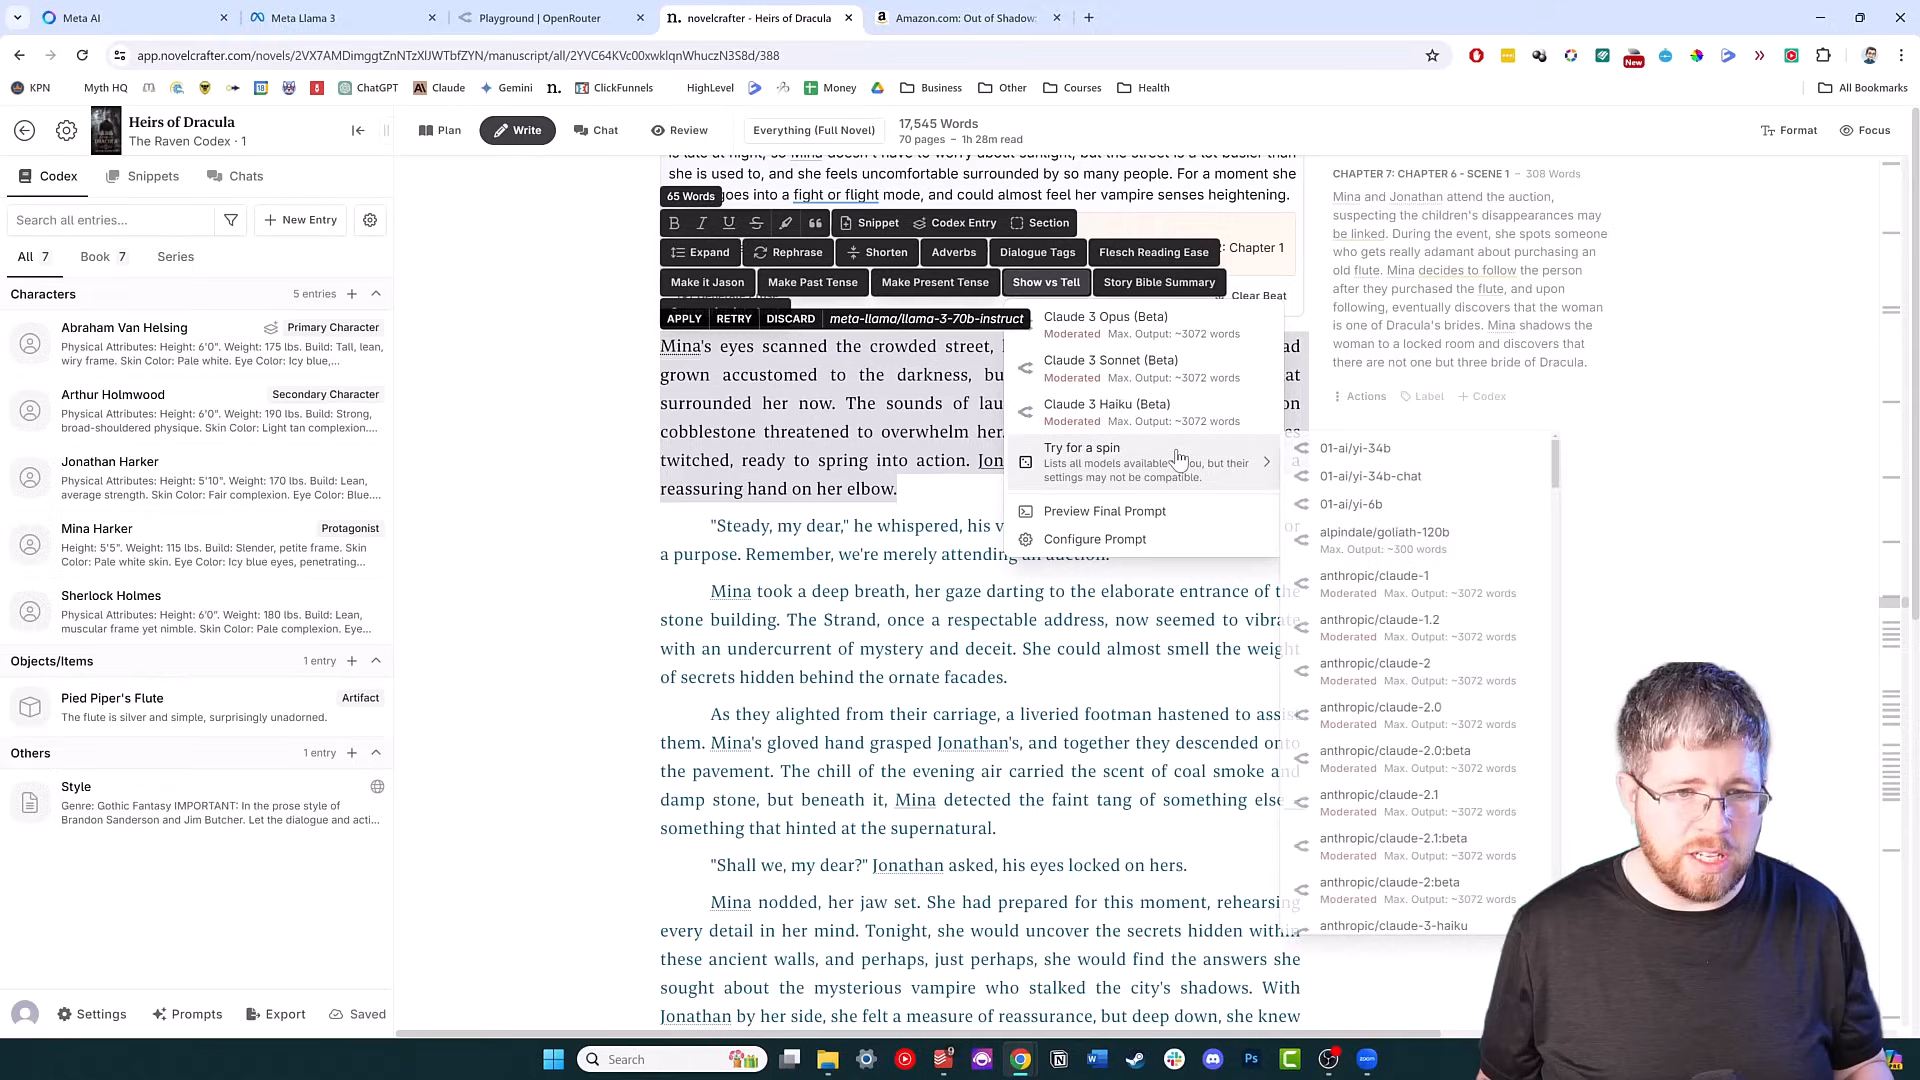 Meta AI
Meta Llama 3
Playground | OpenRouter
novelcrafter - Heirs of Dracula
Amazon.com: Out of Shadow
app.novelcrafter.com/novels/2VX7AMDimggtZnNTzXlJWTbfZYN/manuscript/all/2YVC64KVc00xwklqnWhuczN3S8d/388
New
KPN
Myth HQ
18
ChatGPT
Claude
Gemini
n.
ClickFunnels
HighLevel
Money
Business
Other
Courses
Health
All Bookmarks
Heirs of Dracula
The Raven Codex · 1
Plan
Write
Chat
Review
Everything (Full Novel)
17,545 Words
70 pages – 1h 28m read
Format
Focus
Codex
Snippets
Chats
Search all entries...
New Entry
All 7
Book 7
Series
Characters
5 entries
Abraham Van Helsing
Primary Character
Physical Attributes: Height: 6'0". Weight: 175 lbs. Build: Tall, lean,
wiry frame. Skin Color: Pale white. Eye Color: Icy blue,...
Arthur Holmwood
Secondary Character
Physical Attributes: Height: 6'0". Weight: 190 lbs. Build: Strong,
broad-shouldered physique. Skin Color: Light tan complexion....
Jonathan Harker
Physical Attributes: Height: 5'10". Weight: 170 lbs. Build: Lean,
average strength. Skin Color: Fair complexion. Eye Color: Blue....
Mina Harker
Protagonist
Height: 5'5". Weight: 115 lbs. Build: Slender, petite frame. Skin
Color: Pale white skin. Eye Color: Icy blue eyes, penetrating...
Sherlock Holmes
Physical Attributes: Height: 6'0". Weight: 180 lbs. Build: Lean,
muscular frame yet nimble. Skin Color: Pale complexion. Eye...
Objects/Items
1 entry
Pied Piper's Flute
Artifact
The flute is silver and simple, surprisingly unadorned.
Others
1 entry
Style
Genre: Gothic Fantasy IMPORTANT: In the prose style of
Brandon Sanderson and Jim Butcher. Let the dialogue and acti...
Settings
Prompts
Export
Saved
is late at night, so Mina doesn't have to worry about sunlight, but the street is a lot busier than
she is used to, and she feels uncomfortable surrounded by so many people. For a moment she
65 Words
goes into a fight or flight mode, and could almost feel her vampire senses heightening.
Snippet
Codex Entry
Section
Expand
Rephrase
Shorten
Adverbs
Dialogue Tags
Flesch Reading Ease
: Chapter 1
Make it Jason
Make Past Tense
Make Present Tense
Show vs Tell
Story Bible Summary
Clear Beat
APPLY
RETRY
DISCARD
meta-llama/llama-3-70b-instruct
Mina's eyes scanned the crowded street,
grown accustomed to the darkness,
surrounded her now. The sounds of
cobblestone threatened to overwhelm
twitched, ready to spring into action.
reassuring hand on her elbow.
"Steady, my dear," he whispered, his
a purpose. Remember, we're merely attending an auction."
Mina took a deep breath, her gaze darting to the elaborate entrance of the
stone building. The Strand, once a respectable address, now seemed to vibrate
with an undercurrent of mystery and deceit. She could almost smell the weight
of secrets hidden behind the ornate facades.
As they alighted from their carriage, a liveried footman hastened to assist
them. Mina's gloved hand grasped Jonathan's, and together they descended onto
the pavement. The chill of the evening air carried the scent of coal smoke and
damp stone, but beneath it, Mina detected the faint tang of something else
something that hinted at the supernatural.
"Shall we, my dear?" Jonathan asked, his eyes locked on hers.
Mina nodded, her jaw set. She had prepared for this moment, rehearsing
every detail in her mind. Tonight, she would uncover the secrets hidden within
these ancient walls, and perhaps, just perhaps, she would find the answers she
sought about the mysterious vampire who stalked the city's shadows. With
Jonathan by her side, she felt a measure of reassurance, but deep down, she knew
Claude 3 Opus (Beta)
Moderated Max. Output: ~3072 words
Claude 3 Sonnet (Beta)
Moderated Max. Output: ~3072 words
Claude 3 Haiku (Beta)
Moderated Max. Output: ~3072 words
Try for a spin
Lists all models available you, but their
settings may not be compatible.
Preview Final Prompt
Configure Prompt
01-ai/yi-34b
01-ai/yi-34b-chat
01-ai/yi-6b
alpindale/goliath-120b
Max. Output: ~300 words
anthropic/claude-1
Moderated Max. Output: ~3072 words
anthropic/claude-1.2
Moderated Max. Output: ~3072 words
anthropic/claude-2
Moderated Max. Output: ~3072 words
anthropic/claude-2.0
Moderated Max. Output: ~3072 words
anthropic/claude-2.0:beta
Moderated Max. Output: ~3072 words
anthropic/claude-2.1
Moderated Max. Output: ~3072 words
anthropic/claude-2.1:beta
Moderated Max. Output: ~3072 words
anthropic/claude-2:beta
Moderated Max. Output: ~3072 words
anthropic/claude-3-haiku
CHAPTER 7: CHAPTER 6 - SCENE 1 – 308 Words
Mina and Jonathan attend the auction,
suspecting the children's disappearances may
be linked. During the event, she spots someone
who gets really adamant about purchasing an
old flute. Mina decides to follow the person
after they purchased the flute, and upon
following, eventually discovers that the woman
is one of Dracula's brides. Mina shadows the
woman to a locked room and discovers that
there are not one but three bride of Dracula.
Actions
Label
Codex
Search
9
Ps
zoom